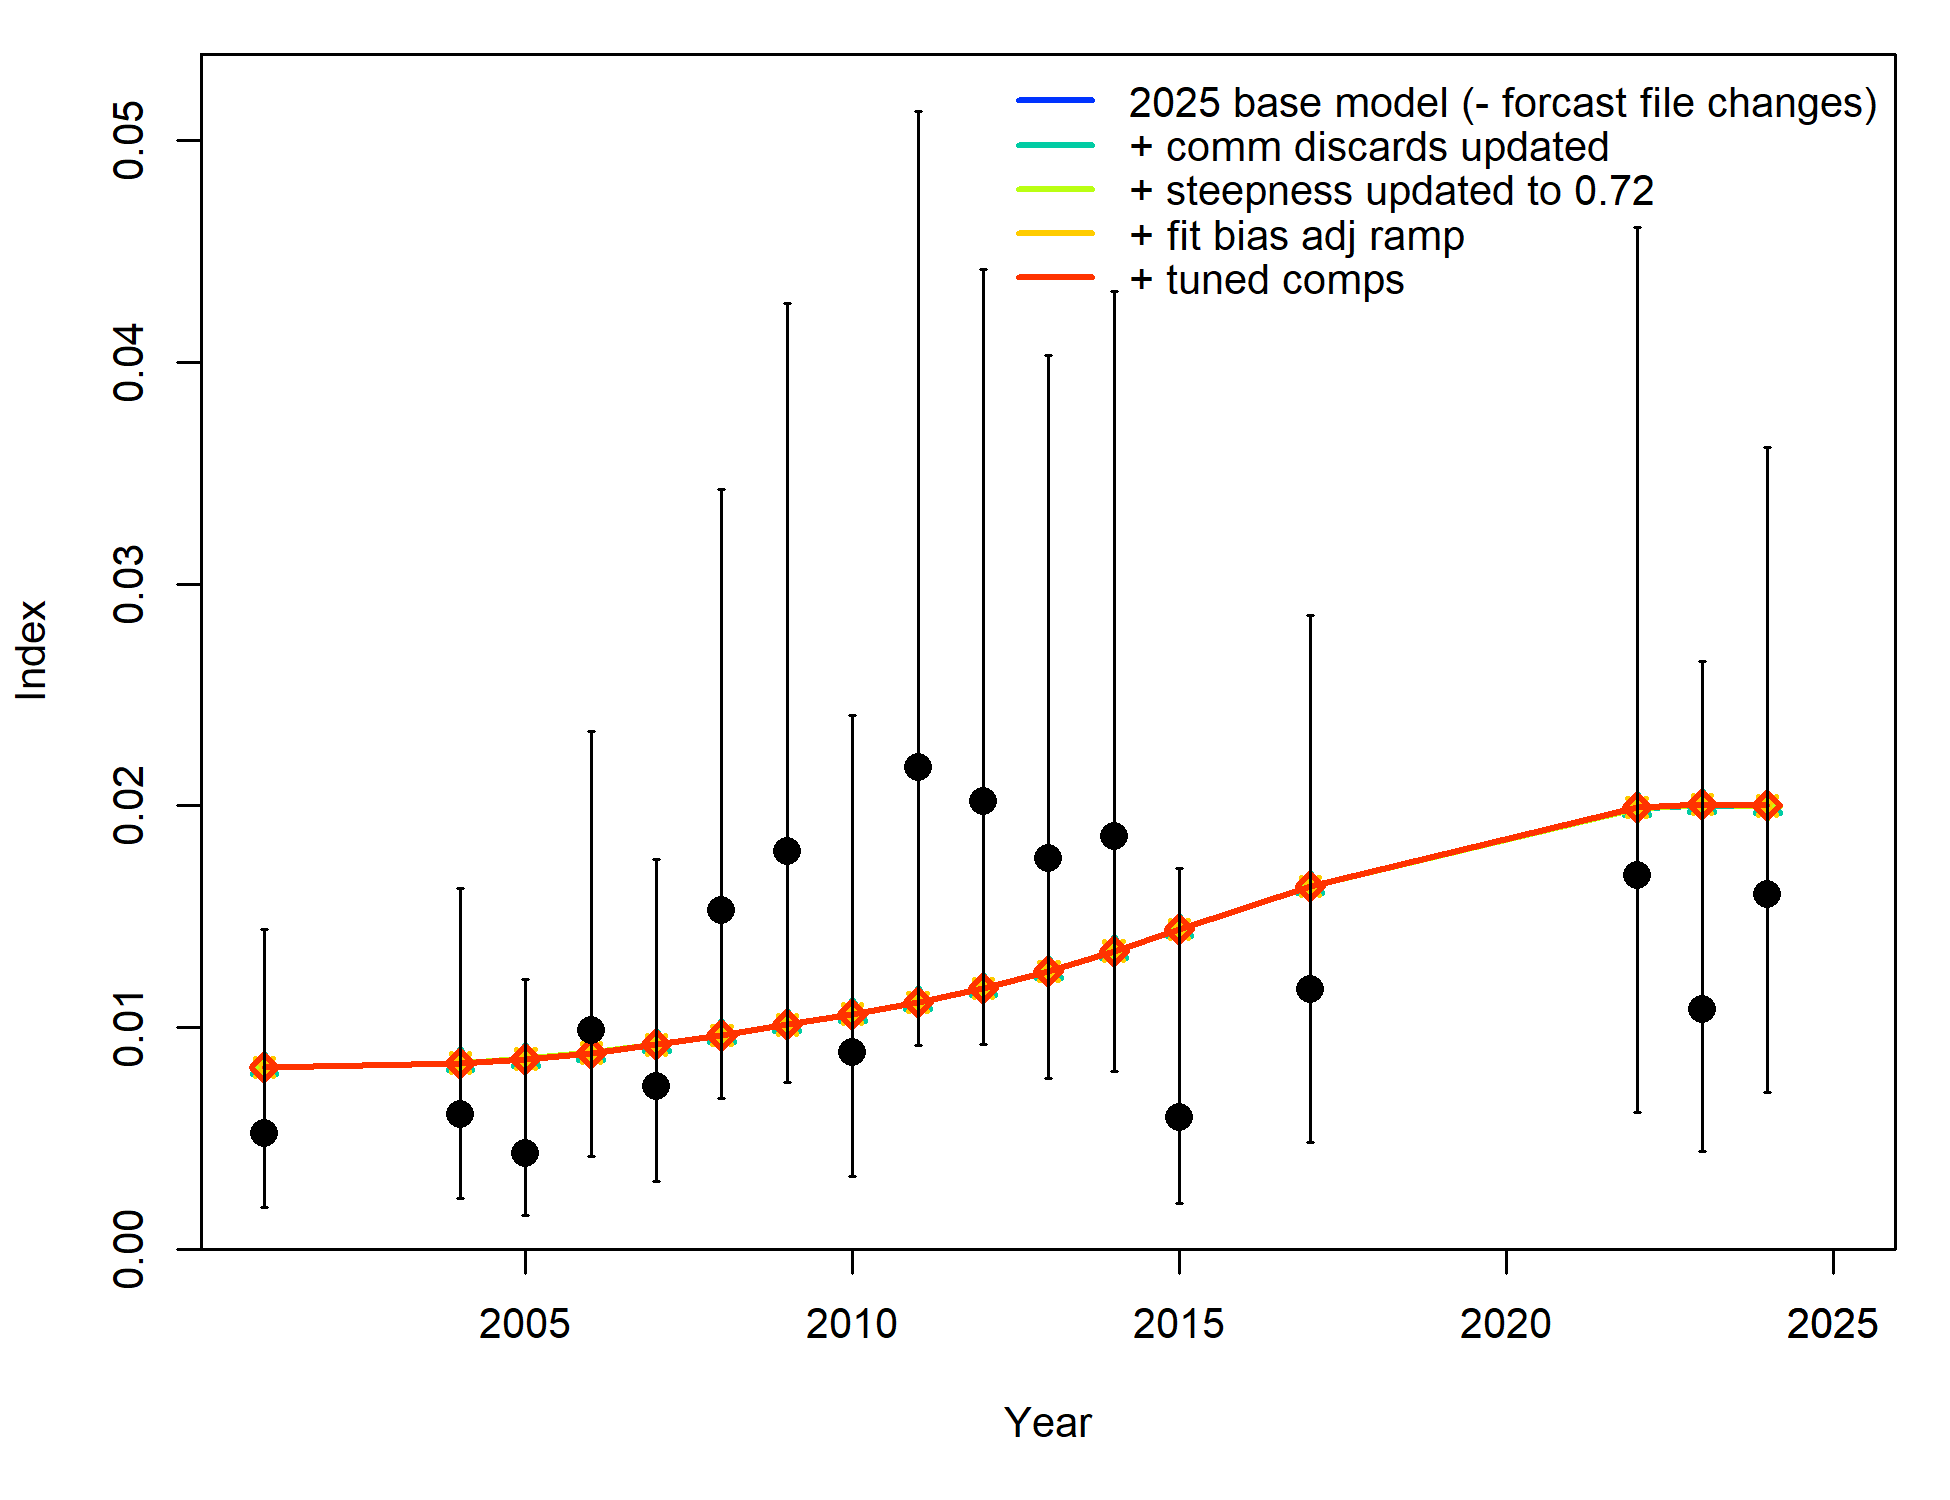 2025 base model (- forcast file changes)
+ comm discards updated
+ steepness updated to 0.72
+ fit bias adj ramp
+ tuned comps
0.05
0.04
0.03
0.02
0.01
0.00
Index
2005 2010 2015 2020 2025
Year